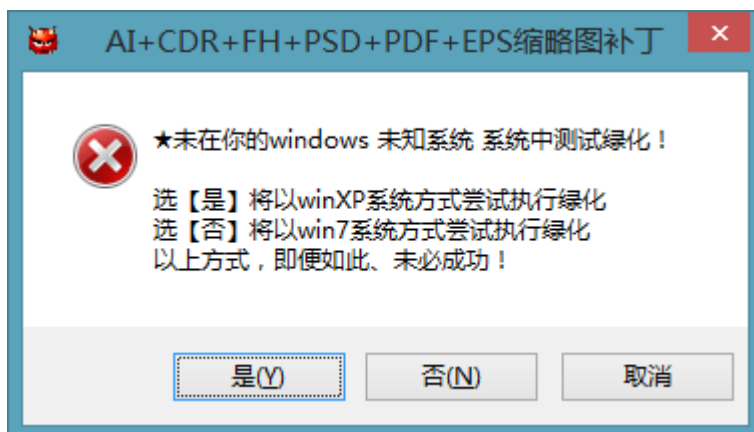 AI+CDR+FH+PSD+PDF+EPS缩略图补丁
★未在你的windows 未知系统 系统中测试绿化！
选【是】将以winXP系统方式尝试执行绿化
选【否】将以win7系统方式尝试执行绿化
以上方式，即便如此、未必成功！
是(Y) 否(N) 取消